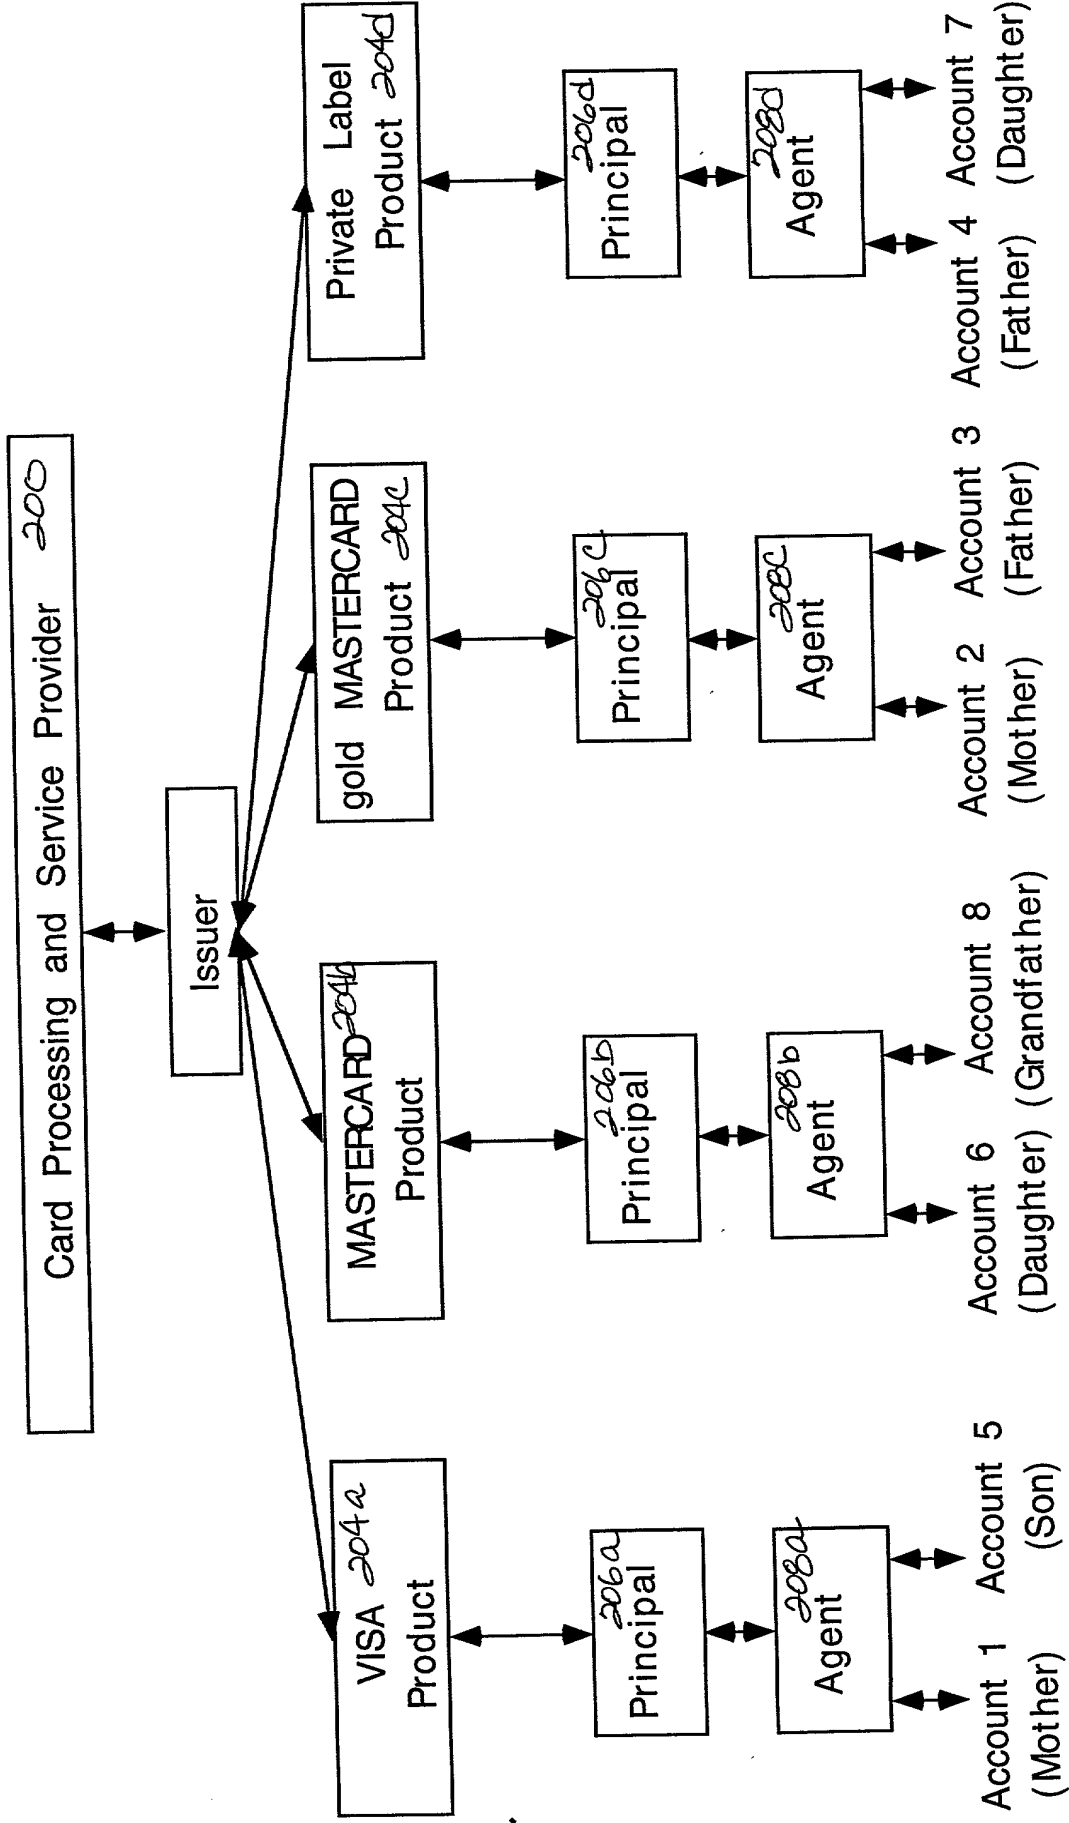 Card Processing and Service Provider 200
Issuer
VISA 204a
Product
MASTERCARD 204b
Product
gold MASTERCARD
Product 204c
Private Label
Product 204d
206a
Principal
206b
Principal
206c
Principal
206d
Principal
208a
Agent
208b
Agent
208c
Agent
208d
Agent
Account 1
(Mother)
Account 5
(Son)
Account 6
(Daughter)
Account 8
(Grandfather)
Account 2
(Mother)
Account 3
(Father)
Account 4
(Father)
Account 7
(Daughter)